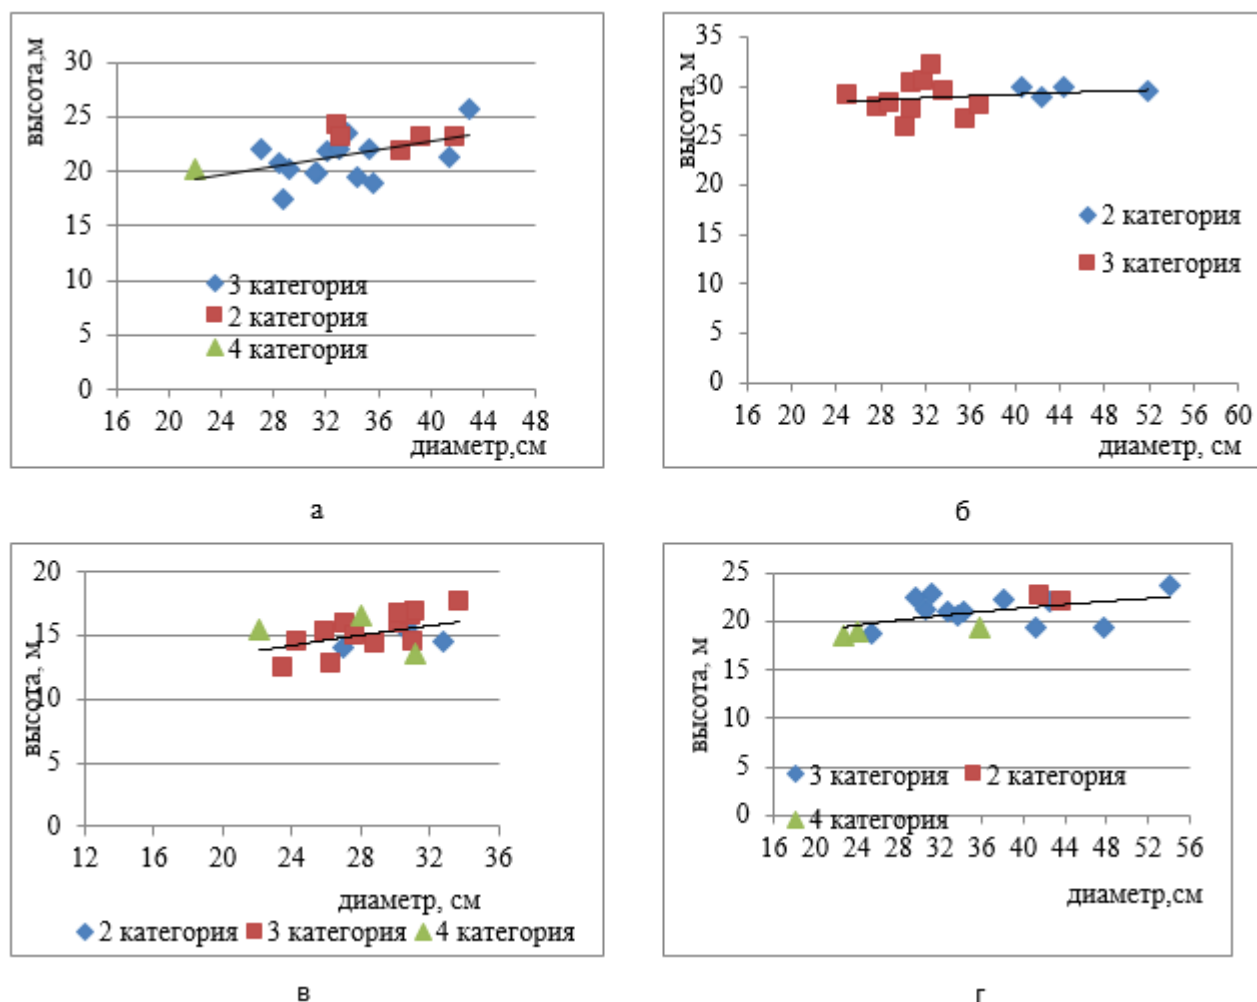 высота,м
30
25
20
15
10
5
0
3 категория
2 категория
4 категория
16 20 24 28 32 36 40 44 48
диаметр,см
а
высота, м
35
30
25
20
15
10
5
0
2 категория
3 категория
16 20 24 28 32 36 40 44 48 52 56 60
диаметр, см
б
высота, м
20
15
10
5
0
12 16 20 24 28 32 36
диаметр, см
2 категория 3 категория 4 категория
в
высота, м
25
20
15
10
5
0
3 категория 2 категория
4 категория
16 20 24 28 32 36 40 44 48 52 56
диаметр,см
г